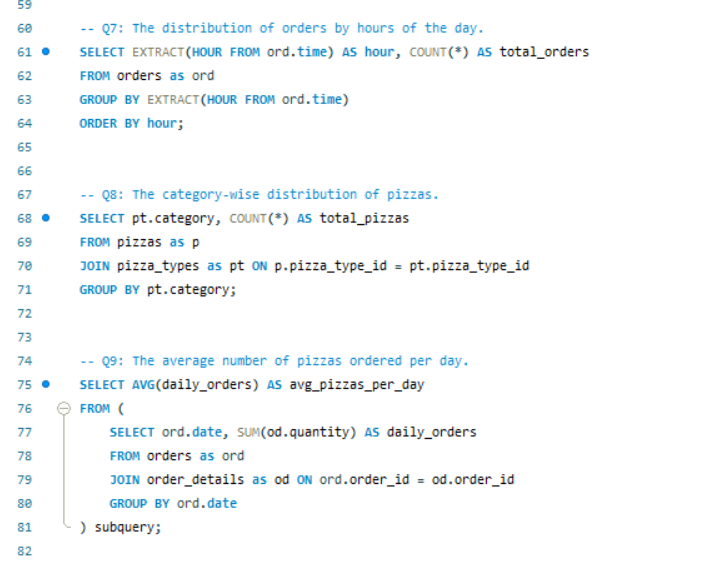 59
60 -- Q7: The distribution of orders by hours of the day.
61 SELECT EXTRACT(HOUR FROM ord.time) AS hour, COUNT(*) AS total_orders
62 FROM orders as ord
63 GROUP BY EXTRACT(HOUR FROM ord.time)
64 ORDER BY hour;
65
66
67 -- Q8: The category-wise distribution of pizzas.
68 SELECT pt.category, COUNT(*) AS total_pizzas
69 FROM pizzas as p
70 JOIN pizza_types as pt ON p.pizza_type_id = pt.pizza_type_id
71 GROUP BY pt.category;
72
73
74 -- Q9: The average number of pizzas ordered per day.
75 SELECT AVG(daily_orders) AS avg_pizzas_per_day
76 FROM (
77 SELECT ord.date, SUM(od.quantity) AS daily_orders
78 FROM orders as ord
79 JOIN order_details as od ON ord.order_id = od.order_id
80 GROUP BY ord.date
81 ) subquery;
82